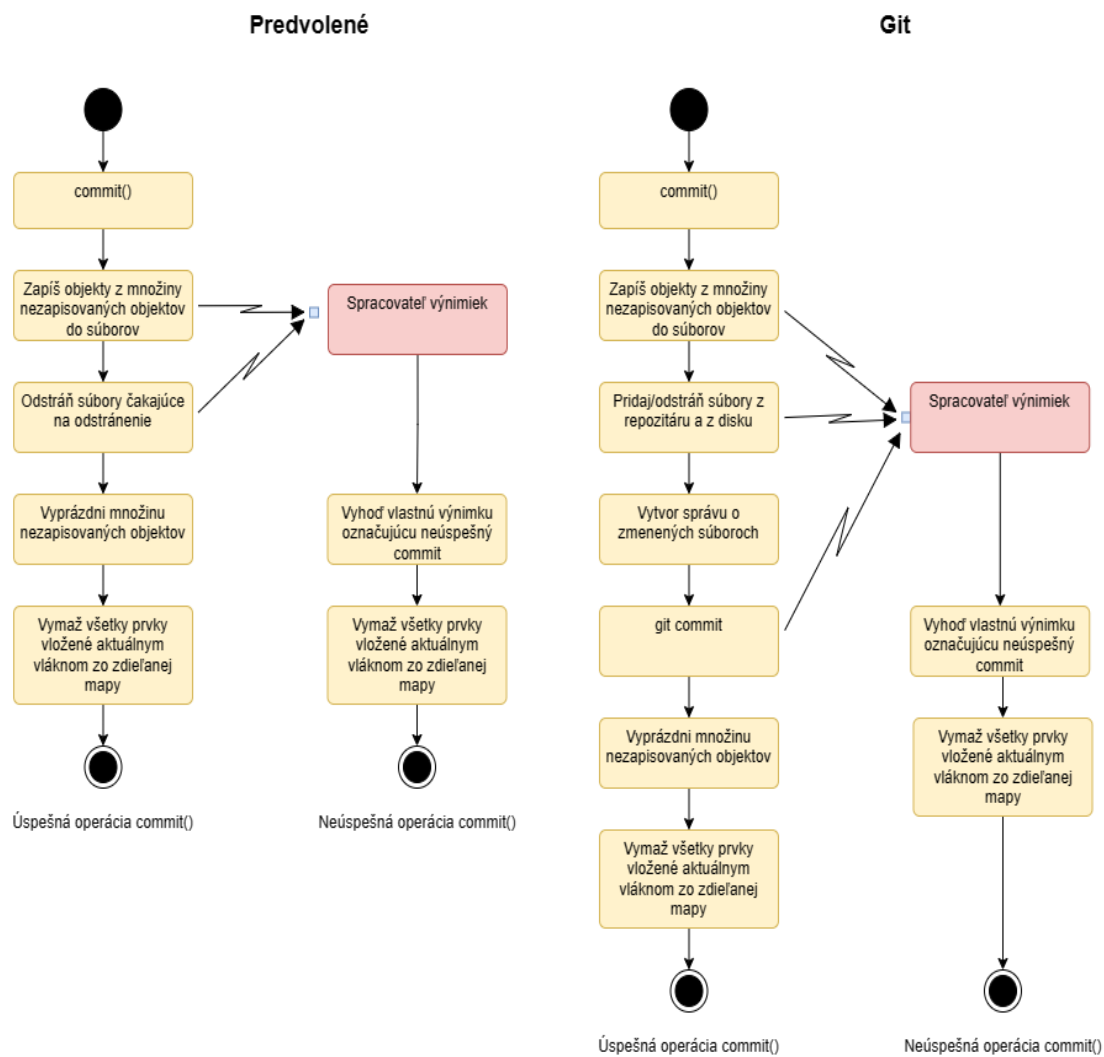 Predvolené
commit()
Zapíš objekty z množiny
nezapisovaných objektov
do súborov
Odstráň súbory čakajúce
na odstránenie
Vyprázdni množinu
nezapisovaných objektov
Vymaž všetky prvky
vložené aktuálnym
vláknom zo zdieľanej
mapy
Úspešná operácia commit()
Spracovateľ výnimiek
Vyhoď vlastnú výnimku
označujúcu neúspešný
commit
Vymaž všetky prvky
vložené aktuálnym
vláknom zo zdieľanej
mapy
Neúspešná operácia commit()
Git
commit()
Zapíš objekty z množiny
nezapisovaných objektov
do súborov
Pridaj/odstráň súbory z
repozitáru a z disku
Vytvor správu o
zmenených súboroch
git commit
Vyprázdni množinu
nezapisovaných objektov
Vymaž všetky prvky
vložené aktuálnym
vláknom zo zdieľanej
mapy
Úspešná operácia commit()
Spracovateľ výnimiek
Vyhoď vlastnú výnimku
označujúcu neúspešný
commit
Vymaž všetky prvky
vložené aktuálnym
vláknom zo zdieľanej
mapy
Neúspešná operácia commit()